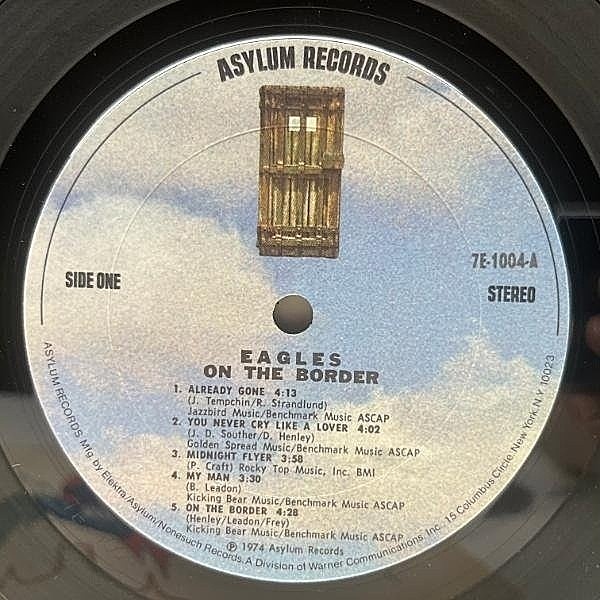 ASYLUM RECORDS
SIDE ONE
7E-1004-A
STEREO
EAGLES
ON THE BORDER
1. ALREADY GONE 4:13
(J. Tempchin/R. Strandlund)
Jazzbird Music/Benchmark Music ASCAP
2. YOU NEVER CRY LIKE A LOVER 4:02
(J. D. Souther/D. Henley)
Golden Spread Music/Benchmark Music ASCAP
3. MIDNIGHT FLYER 3:58
(P. Craft) Rocky Top Music, Inc. BMI
4. MY MAN 3:30
(B. Leadon)
Kicking Bear Music/Benchmark Music ASCAP
5. ON THE BORDER 4:28
(Henley/Leadon/Frey)
Kicking Bear Music/Benchmark Music ASCAP
℗ 1974 Asylum Records
ASYLUM RECORDS Mfg by Elektra/Asylum/Nonesuch Records. A Division of Warner Communications Inc. 15 Columbus Circle, New York, N.Y. 10023